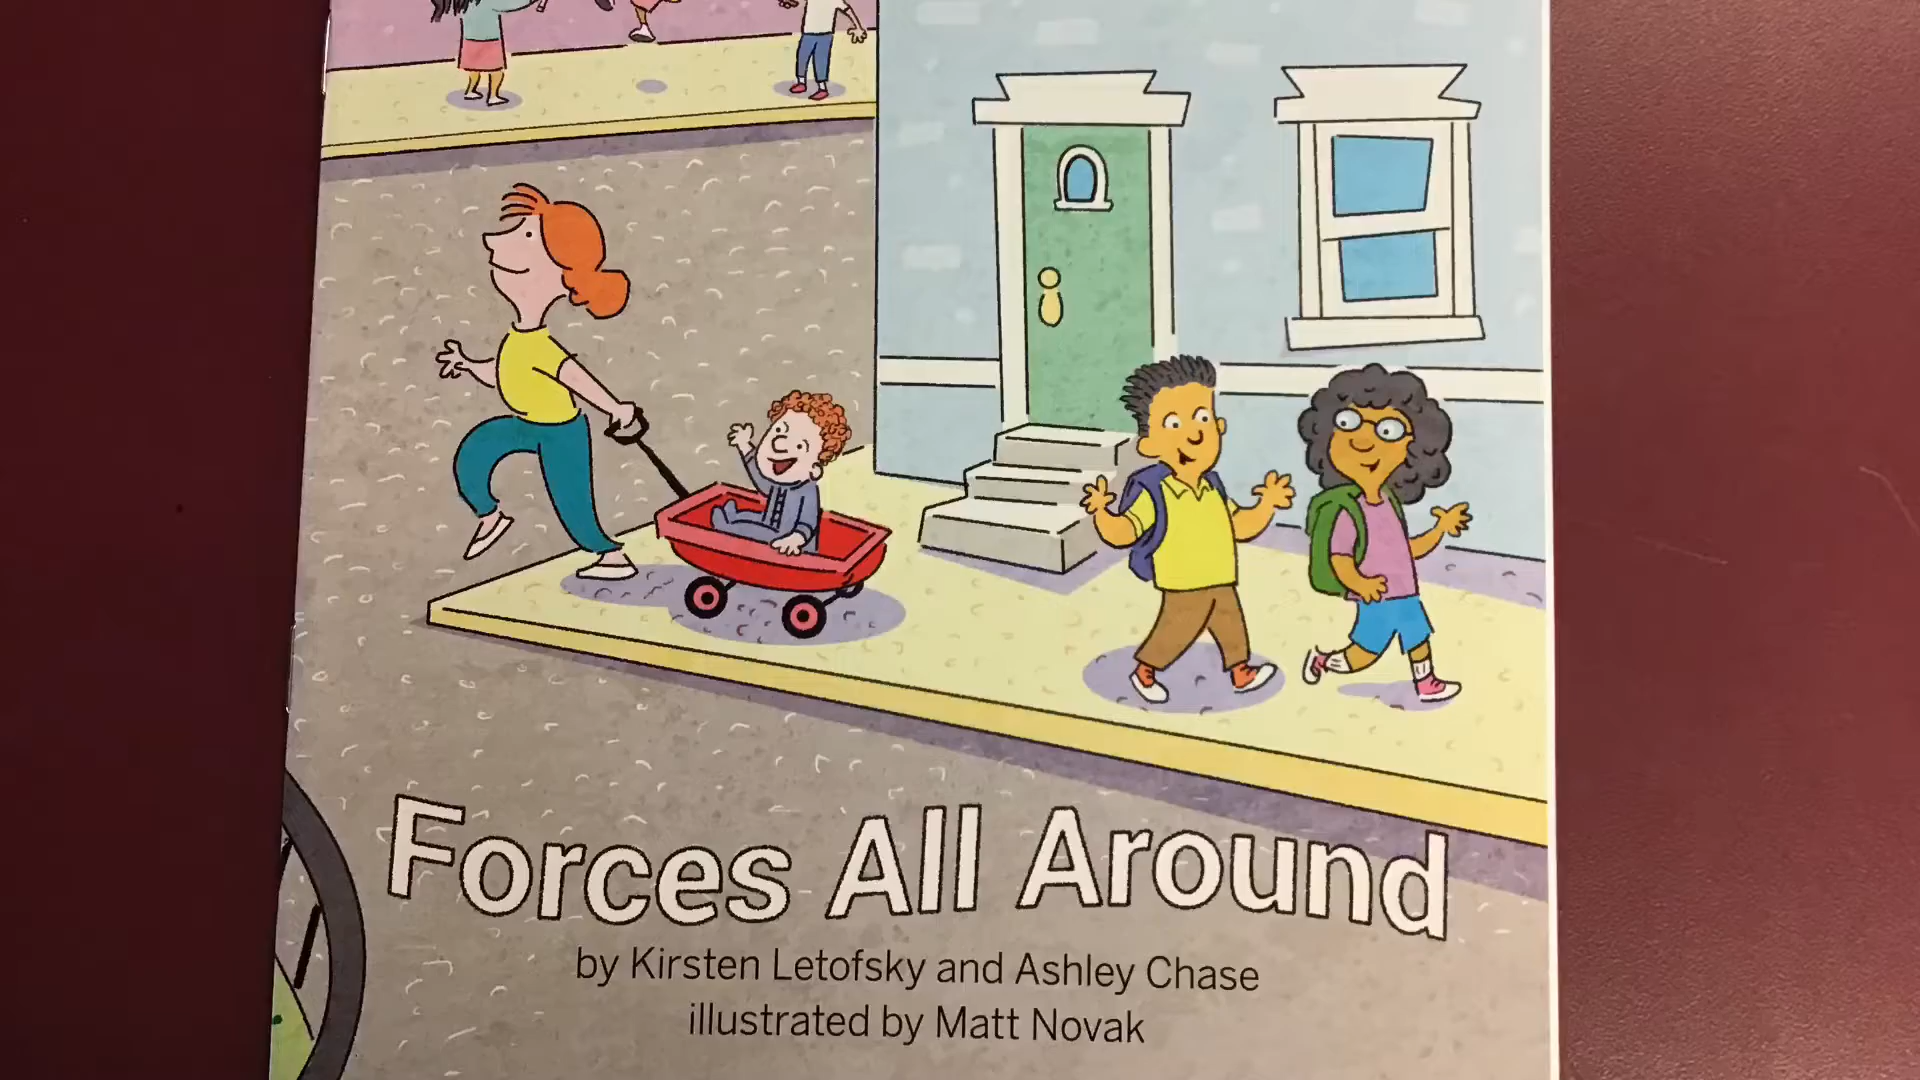 Forces All Around
by Kirsten Letofsky and Ashley Chase
illustrated by Matt Novak